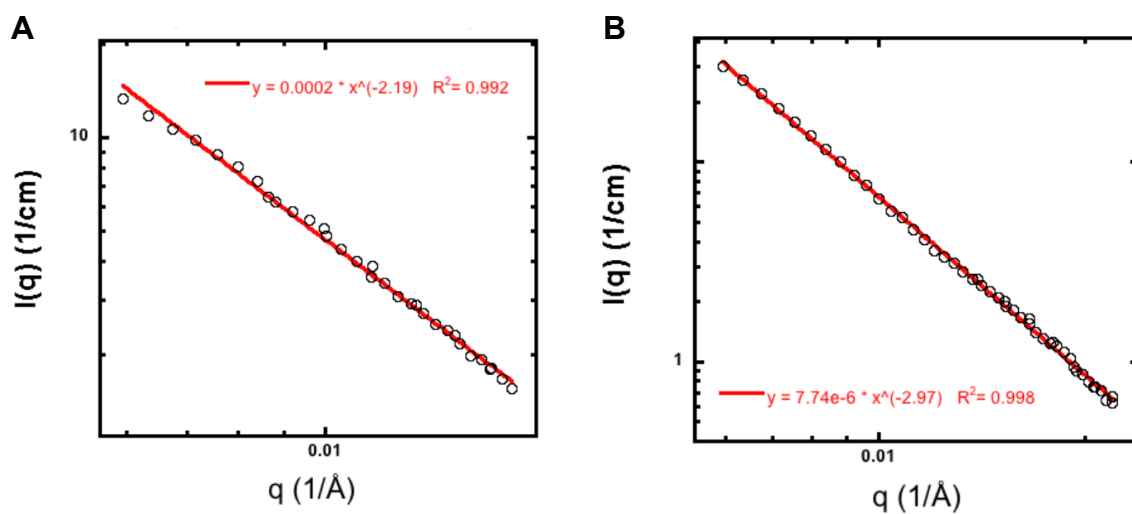 A
y = 0.0002 * x^(-2.19) R²= 0.992
10
I(q) (1/cm)
0.01
q (1/Å)
B
I(q) (1/cm)
1
y = 7.74e-6 * x^(-2.97) R²= 0.998
0.01
q (1/Å)